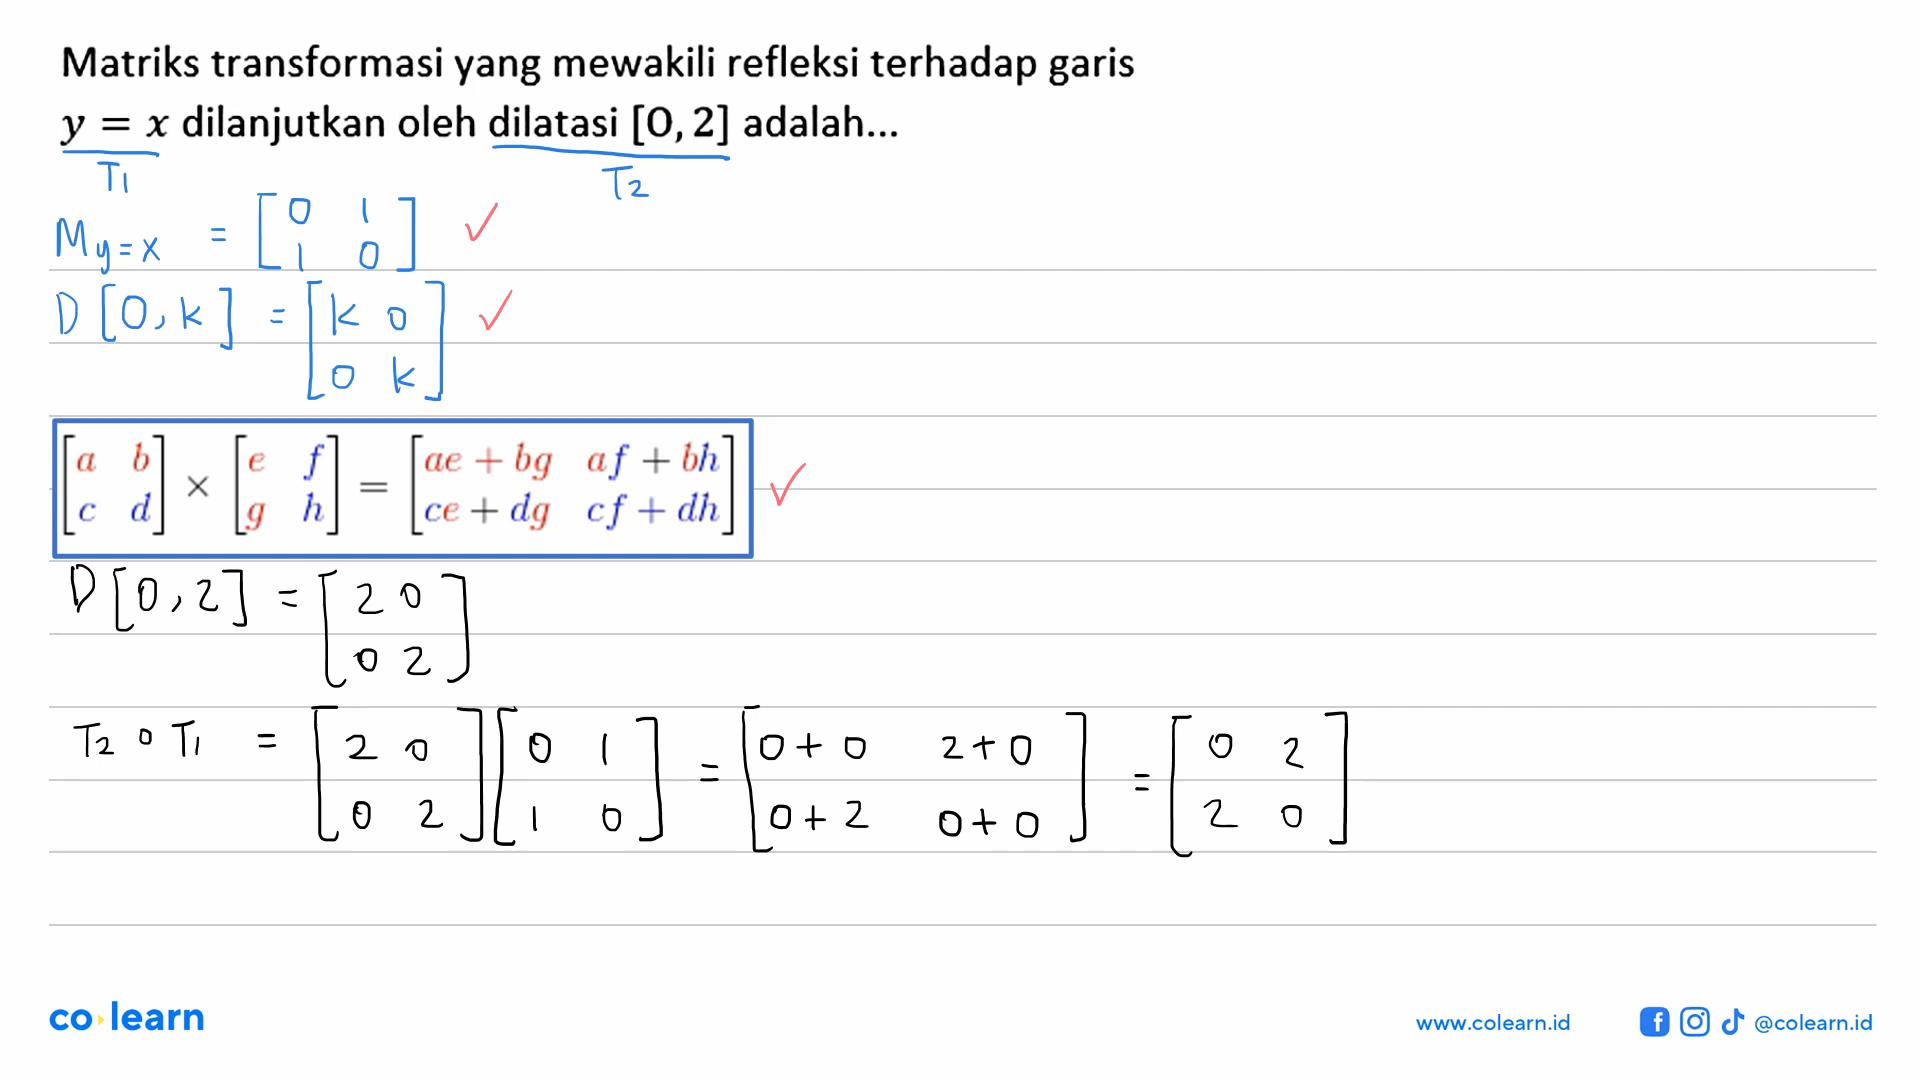 Matriks transformasi yang mewakili refleksi terhadap garis
y = x dilanjutkan oleh dilatasi [O, 2] adalah...
T1 T2
M y=x = [0 1
1 0] ✓
D [0, k] = [k 0
0 k] ✓
[a b
c d] × [e f
g h] = [ae + bg af + bh
ce + dg cf + dh] ✓
D [0, 2] = [2 0
0 2]
T2 ∘ T1 = [2 0
0 2] [0 1
1 0] = [0+0 2+0
0+2 0+0] = [0 2
2 0]
co learn
www.colearn.id @colearn.id